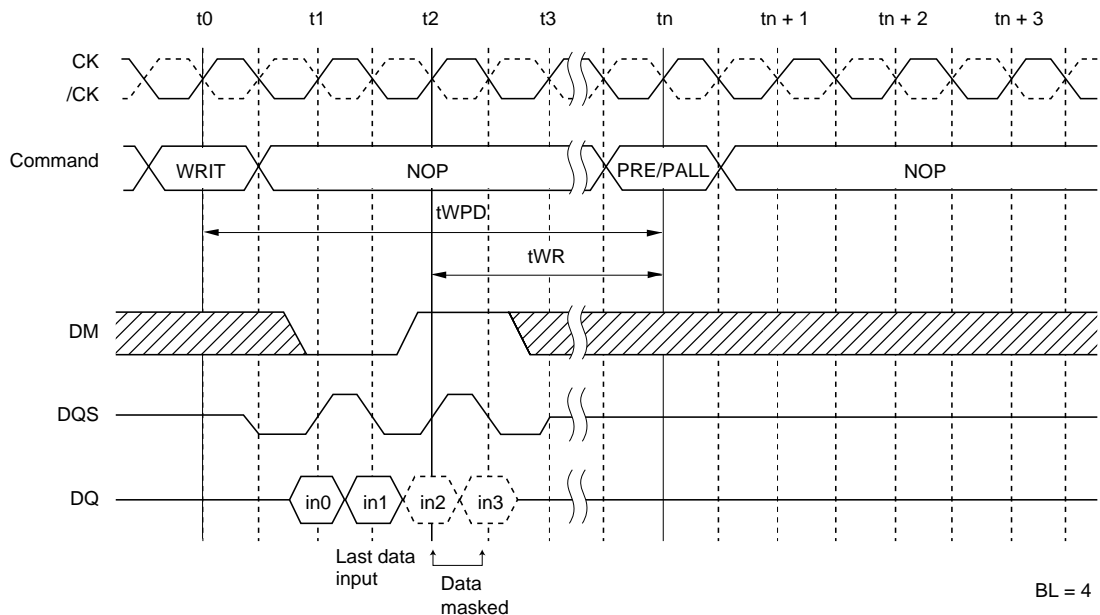 t0 t1 t2 t3 tn tn + 1 tn + 2 tn + 3
CK
/CK
Command WRIT NOP PRE/PALL NOP
tWPD
tWR
DM
DQS
DQ in0 in1 in2 in3
Last data
input
Data
masked
BL = 4